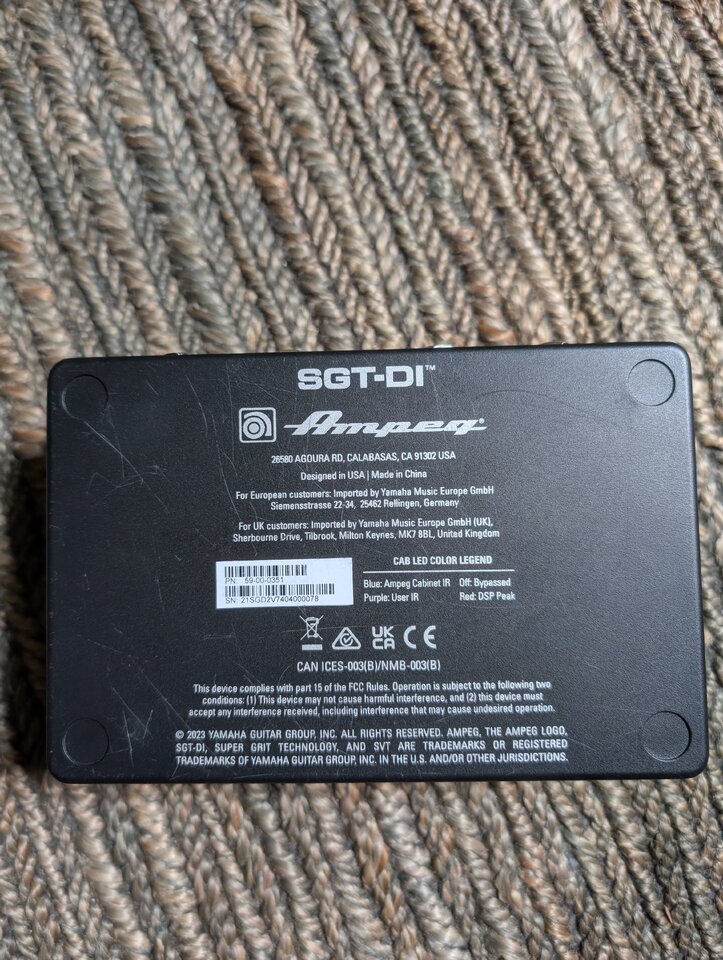 SGT-DI™
Ampeg®
26580 AGOURA RD, CALABASAS, CA 91302 USA
Designed in USA | Made in China
For European customers: Imported by Yamaha Music Europe GmbH
Siemensstrasse 22-34, 25462 Rellingen, Germany
For UK customers: Imported by Yamaha Music Europe GmbH (UK),
Sherbourne Drive, Tilbrook, Milton Keynes, MK7 8BL, United Kingdom
PN: 59-00-0351
SN: 21SGD2V7404000078
CAB LED COLOR LEGEND
Blue: Ampeg Cabinet IR Off: Bypassed
Purple: User IR Red: DSP Peak
UK CA CE
CAN ICES-003(B)/NMB-003(B)
This device complies with part 15 of the FCC Rules. Operation is subject to the following two
conditions: (1) This device may not cause harmful interference, and (2) this device must
accept any interference received, including interference that may cause undesired operation.
© 2023 YAMAHA GUITAR GROUP, INC. ALL RIGHTS RESERVED. AMPEG, THE AMPEG LOGO,
SGT-DI, SUPER GRIT TECHNOLOGY, AND SVT ARE TRADEMARKS OR REGISTERED
TRADEMARKS OF YAMAHA GUITAR GROUP, INC. IN THE U.S. AND/OR OTHER JURISDICTIONS.